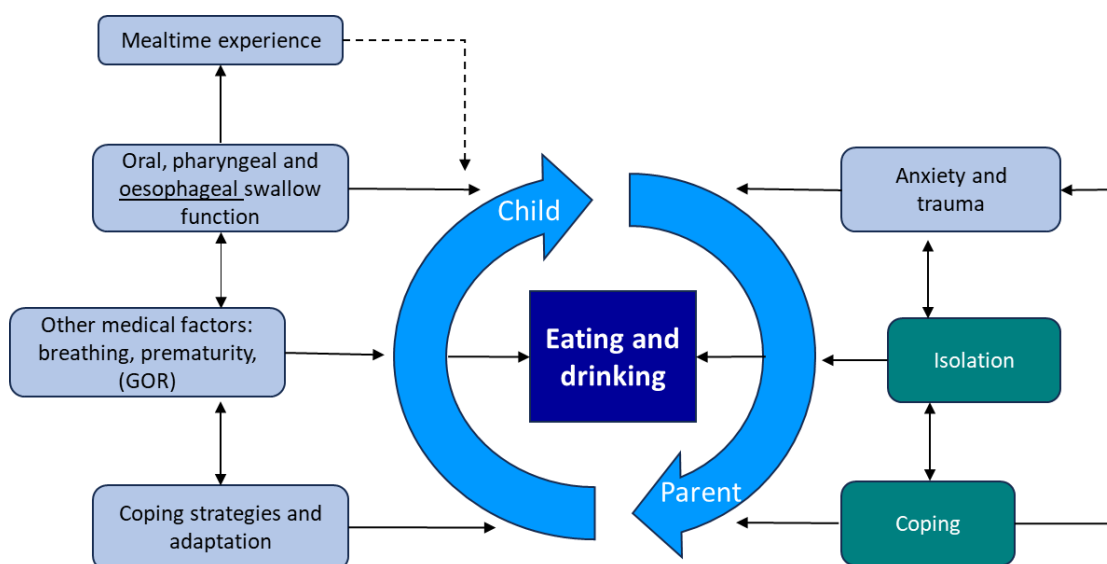 Mealtime experience
Oral, pharyngeal and
oesophageal swallow
function
Other medical factors:
breathing, prematurity,
(GOR)
Coping strategies and
adaptation
Child
Eating and
drinking
Parent
Anxiety and
trauma
Isolation
Coping